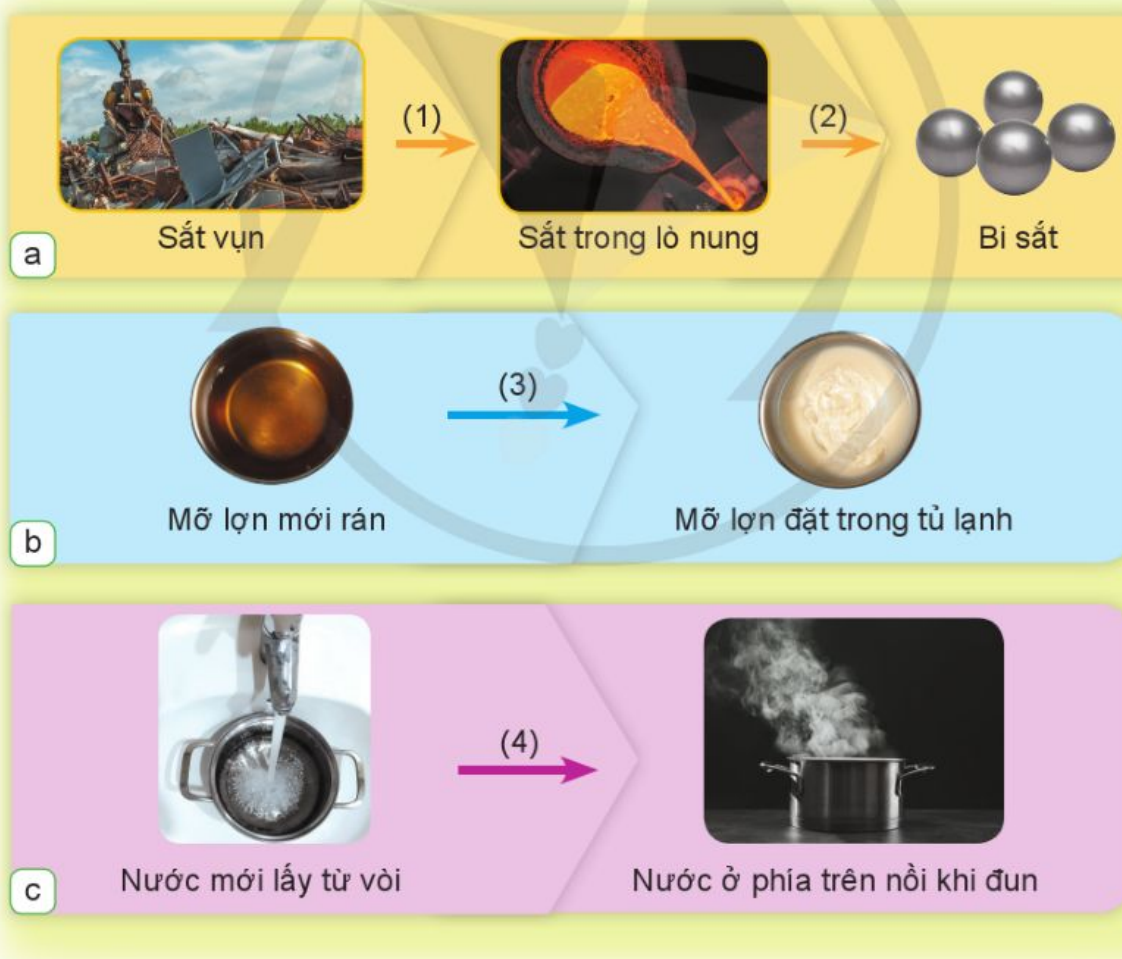 (1)
(2)
Sắt vụn
Sắt trong lò nung
Bi sắt
a
(3)
Mỡ lợn mới rán
Mỡ lợn đặt trong tủ lạnh
b
(4)
Nước mới lấy từ vòi
Nước ở phía trên nồi khi đun
c